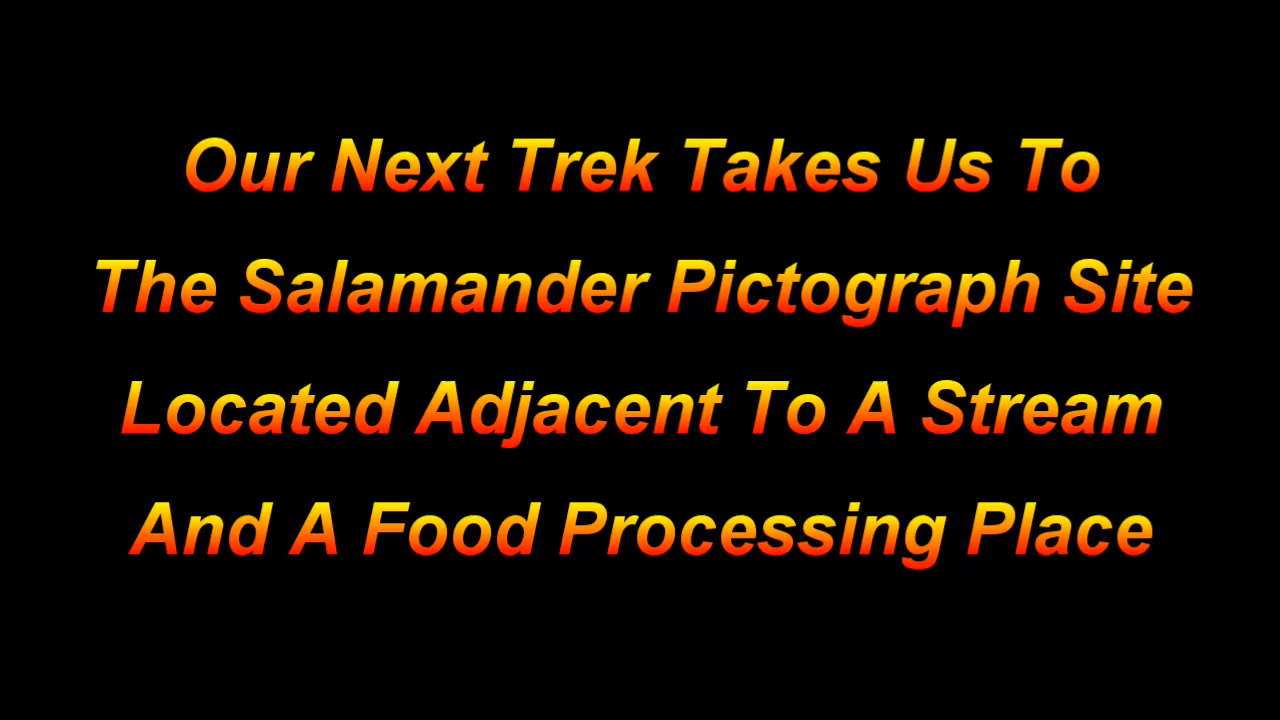 Our Next Trek Takes Us To
The Salamander Pictograph Site
Located Adjacent To A Stream
And A Food Processing Place